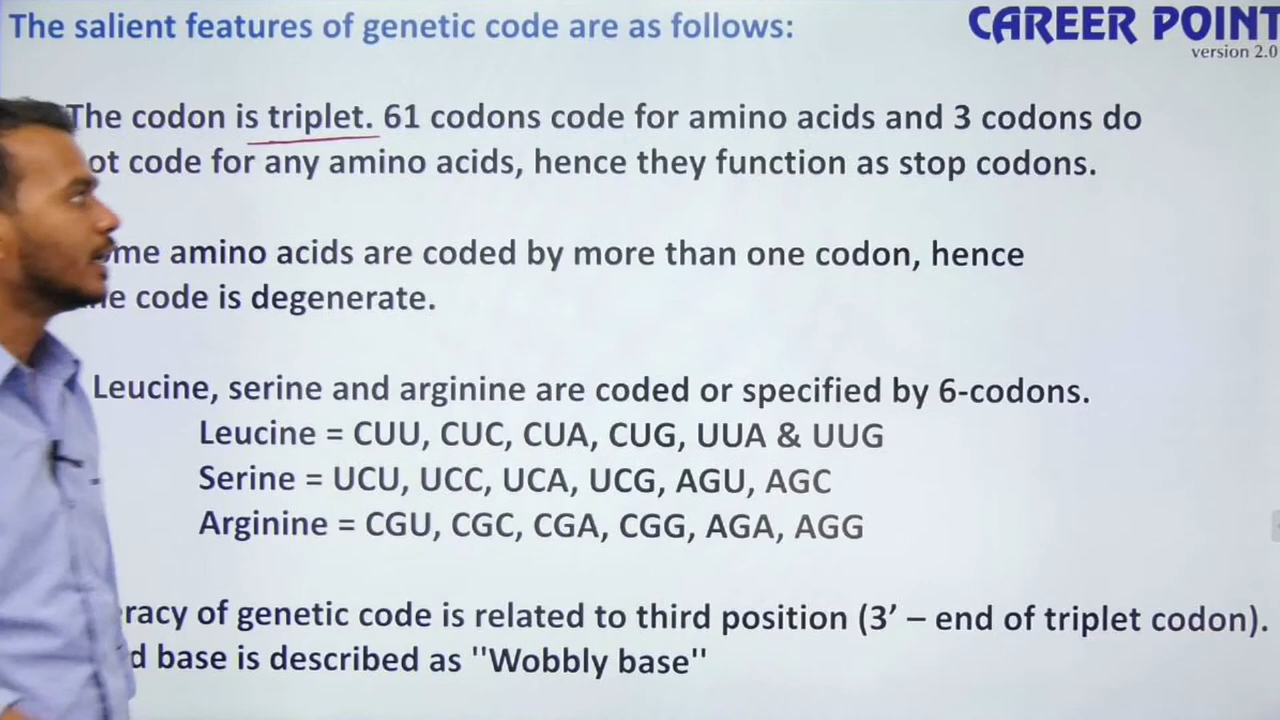 The salient features of genetic code are as follows:
CAREER POINT
version 2.0
The codon is triplet. 61 codons code for amino acids and 3 codons do
ot code for any amino acids, hence they function as stop codons.
me amino acids are coded by more than one codon, hence
e code is degenerate.
Leucine, serine and arginine are coded or specified by 6-codons.
Leucine = CUU, CUC, CUA, CUG, UUA & UUG
Serine = UCU, UCC, UCA, UCG, AGU, AGC
Arginine = CGU, CGC, CGA, CGG, AGA, AGG
racy of genetic code is related to third position (3’ – end of triplet codon).
d base is described as "Wobbly base"